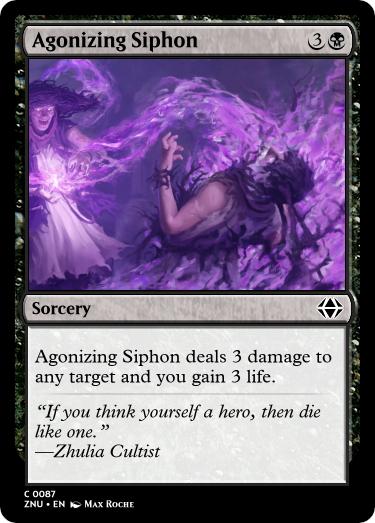 Agonizing Siphon 3
Sorcery
Agonizing Siphon deals 3 damage to
any target and you gain 3 life.
“If you think yourself a hero, then die
like one.”
—Zhulia Cultist
C 0087
ZNU • EN Max Roche